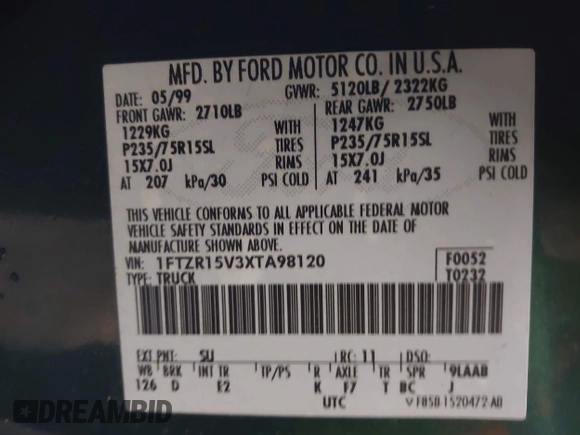 MFD. BY FORD MOTOR CO. IN U.S.A.
DATE: 05/99 GVWR: 5120LB/ 2322KG
FRONT GAWR: 2710LB REAR GAWR: 2750LB
1229KG WITH 1247KG WITH
P235/75R15SL TIRES P235/75R15SL TIRES
15X7.0J RIMS 15X7.0J RIMS
AT 207 kPa/30 PSI COLD AT 241 kPa/35 PSI COLD
THIS VEHICLE CONFORMS TO ALL APPLICABLE FEDERAL MOTOR
VEHICLE SAFETY STANDARDS IN EFFECT ON THE DATE OF
MANUFACTURE SHOWN ABOVE.
VIN: 1FTZR15V3XTA98120 F0052
TYPE: TRUCK T0232
EXT PNT: SU RC: 11 DSO:
WB BRK INT TR TP/PS R AXLE TR SPR 9LAAB
126 D E2 K F7 T BC J
UTC V F85B 1520472 AB
DREAMBID